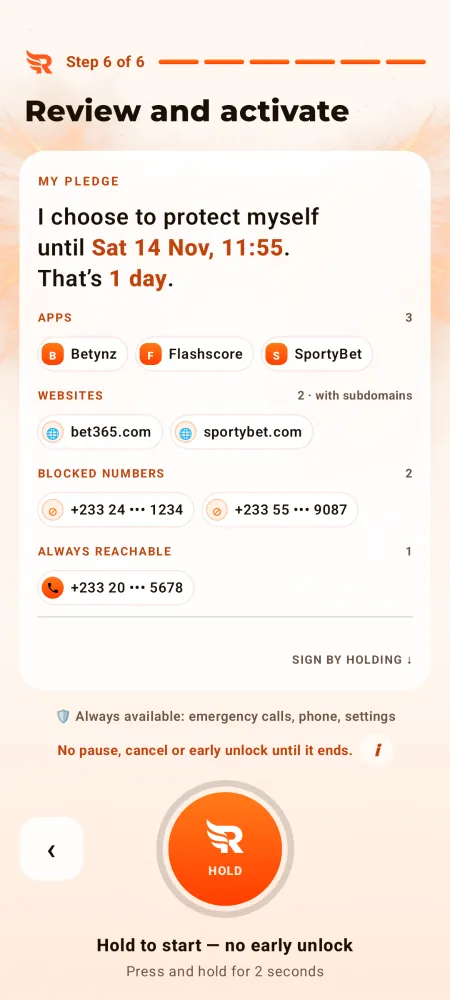 Step 6 of 6
Review and activate
MY PLEDGE
I choose to protect myself
until Sat 14 Nov, 11:55.
That’s 1 day.
APPS 3
B Betynz F Flashscore S SportyBet
WEBSITES 2 · with subdomains
bet365.com sportybet.com
BLOCKED NUMBERS 2
+233 24 ••• 1234 +233 55 ••• 9087
ALWAYS REACHABLE 1
+233 20 ••• 5678
SIGN BY HOLDING ↓
Always available: emergency calls, phone, settings
No pause, cancel or early unlock until it ends. i
HOLD
Hold to start — no early unlock
Press and hold for 2 seconds